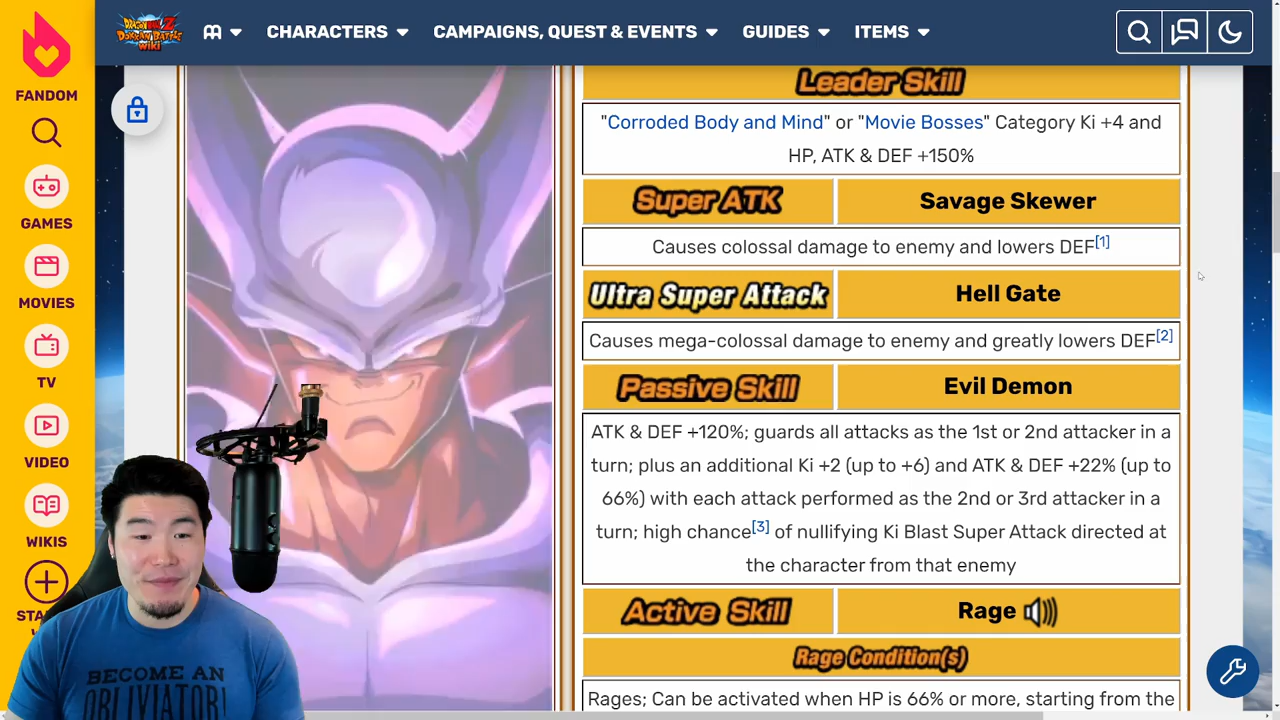 FANDOM
GAMES
MOVIES
TV
VIDEO
WIKIS
DRAGON BALL Z
DOKKAN BATTLE
WIKI
CHARACTERS
CAMPAIGNS, QUEST & EVENTS
GUIDES
ITEMS
Leader Skill
"Corroded Body and Mind" or "Movie Bosses" Category Ki +4 and
HP, ATK & DEF +150%
Super ATK
Savage Skewer
Causes colossal damage to enemy and lowers DEF[1]
Ultra Super Attack
Hell Gate
Causes mega-colossal damage to enemy and greatly lowers DEF[2]
Passive Skill
Evil Demon
ATK & DEF +120%; guards all attacks as the 1st or 2nd attacker in a
turn; plus an additional Ki +2 (up to +6) and ATK & DEF +22% (up to
66%) with each attack performed as the 2nd or 3rd attacker in a
turn; high chance[3] of nullifying Ki Blast Super Attack directed at
the character from that enemy
Active Skill
Rage
Rage Condition(s)
Rages; Can be activated when HP is 66% or more, starting from the
BECOME AN
OBLIVIATOR!